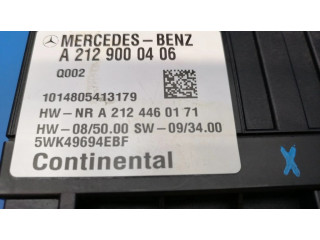 MERCEDES-BENZ
A 212 900 04 06
Q002
1014805413179
HW-NR A 212 446 01 71
HW-08/50.00 SW-09/34.00
5WK49694EBF
Continental
X